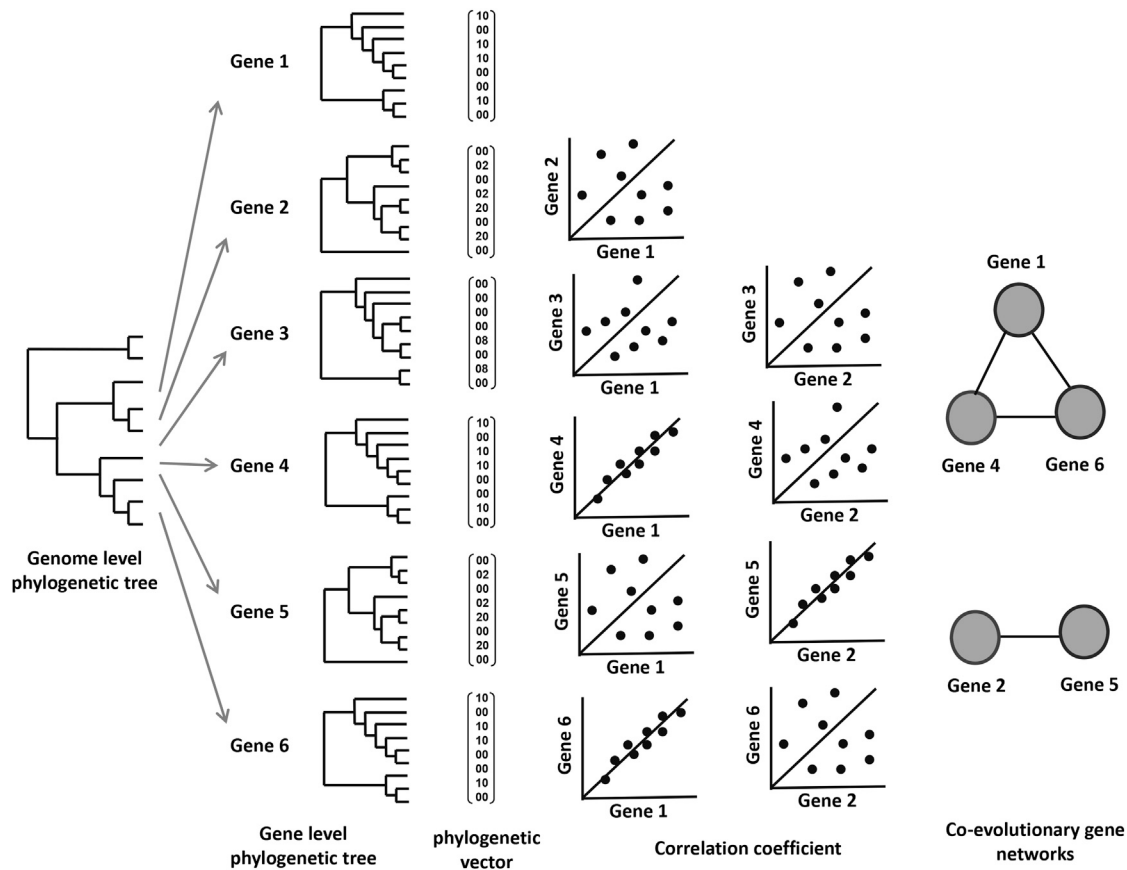 Gene 1
10
00
10
10
00
00
10
00
Gene 2
00
02
00
02
20
00
20
00
Gene 2
Gene 1
Gene 3
00
00
00
00
08
00
08
00
Gene 3
Gene 1
Gene 3
Gene 2
Gene 4
10
00
10
10
00
00
10
00
Gene 4
Gene 1
Gene 4
Gene 2
Gene 5
00
02
00
02
20
00
20
00
Gene 5
Gene 1
Gene 5
Gene 2
Gene 6
10
00
10
10
00
00
10
00
Gene 6
Gene 1
Gene 6
Gene 2
Gene 1
Gene 4
Gene 6
Gene 2
Gene 5
Genome level
phylogenetic tree
Gene level
phylogenetic tree
phylogenetic
vector
Correlation coefficient
Co-evolutionary gene
networks